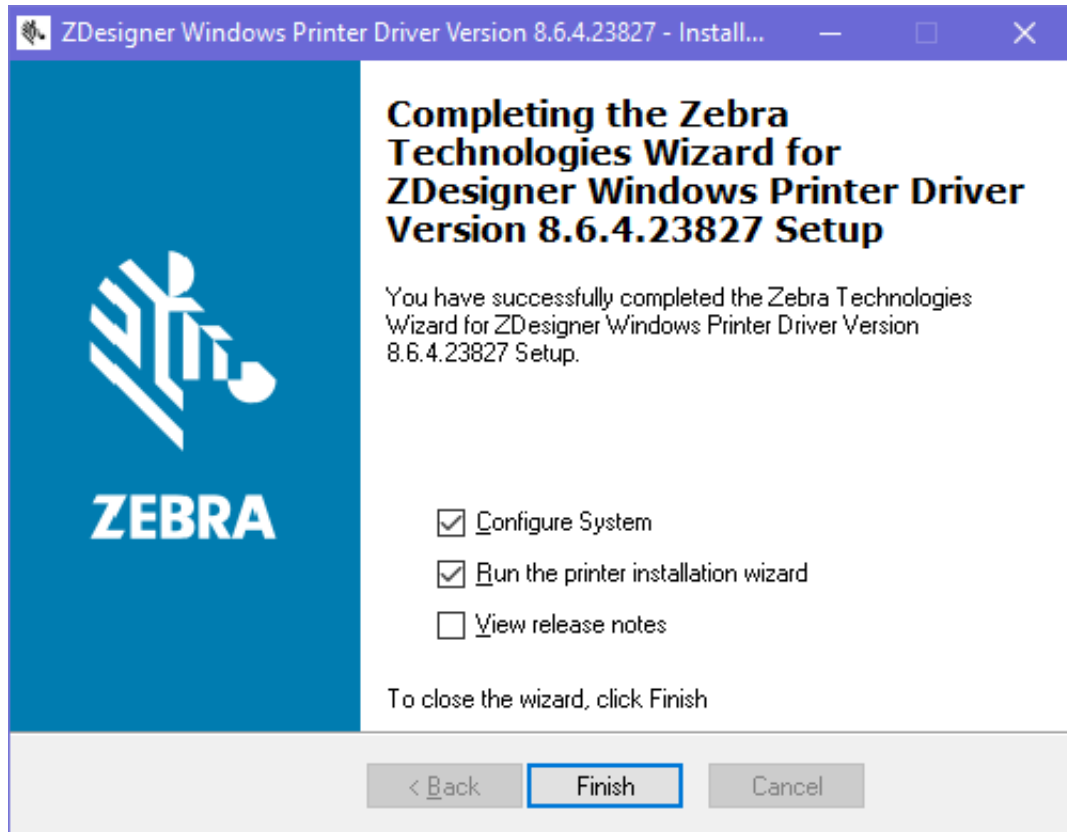 ZDesigner Windows Printer Driver Version 8.6.4.23827 - Install...
Completing the Zebra
Technologies Wizard for
ZDesigner Windows Printer Driver
Version 8.6.4.23827 Setup
You have successfully completed the Zebra Technologies
Wizard for ZDesigner Windows Printer Driver Version
8.6.4.23827 Setup.
ZEBRA
Configure System
Run the printer installation wizard
View release notes
To close the wizard, click Finish
< Back
Finish
Cancel